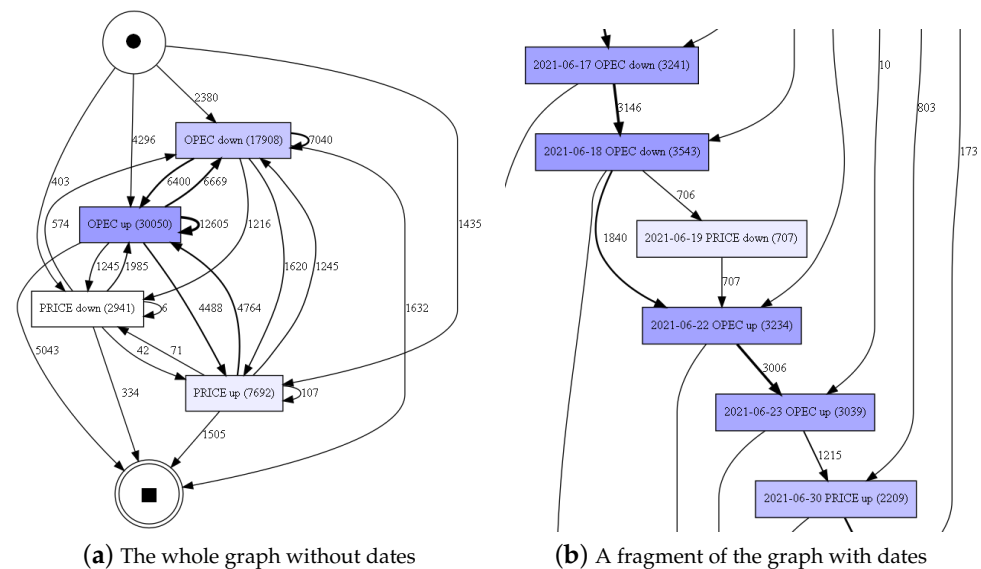 2380
OPEC down (17908)
7040
4296
6400
6669
403
574
OPEC up (30050)
12605
1216
1435
1245
1985
1620
1245
PRICE down (2941)
6
4488
4764
1632
5043
42
71
334
PRICE up (7692)
107
1505
(a) The whole graph without dates
2021-06-17 OPEC down (3241)
10
3146
803
2021-06-18 OPEC down (3543)
173
706
1840
2021-06-19 PRICE down (707)
707
2021-06-22 OPEC up (3234)
3006
2021-06-23 OPEC up (3039)
1215
2021-06-30 PRICE up (2209)
(b) A fragment of the graph with dates